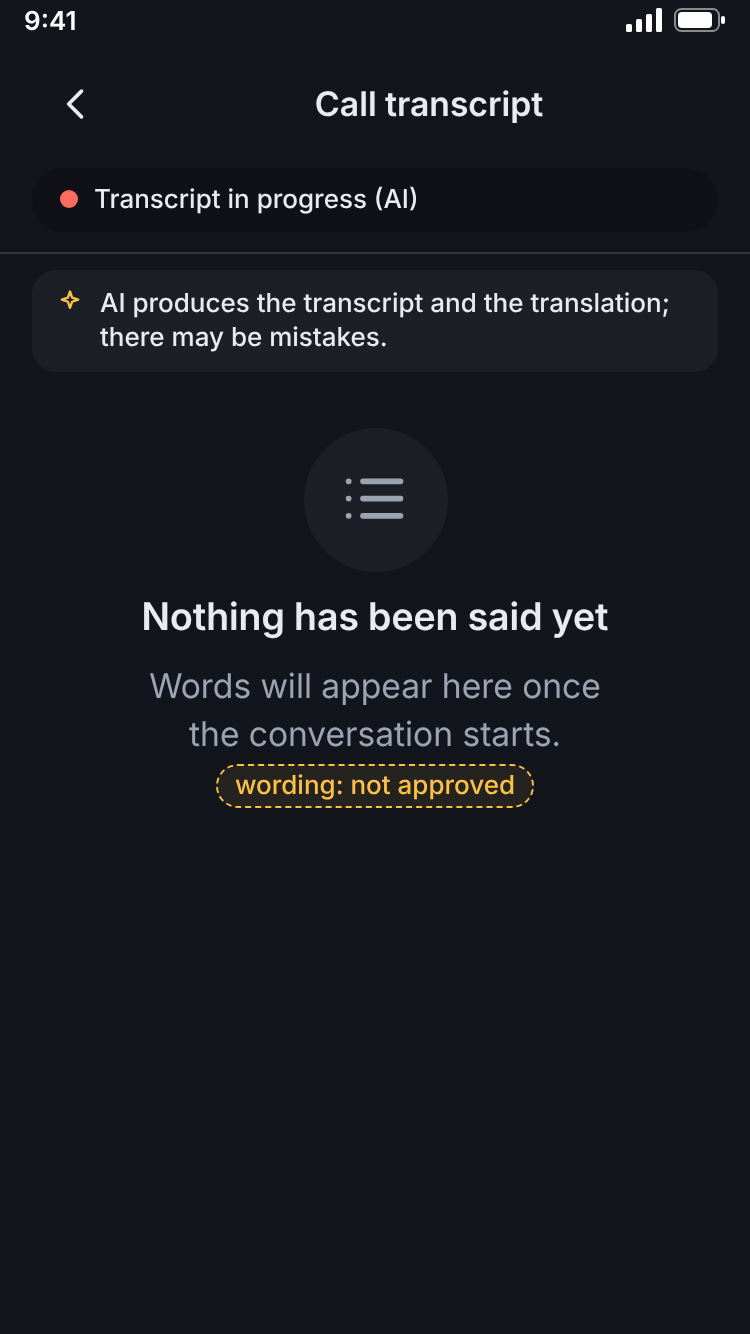 9:41
Call transcript
Transcript in progress (AI)
AI produces the transcript and the translation;
there may be mistakes.
Nothing has been said yet
Words will appear here once
the conversation starts.
wording: not approved